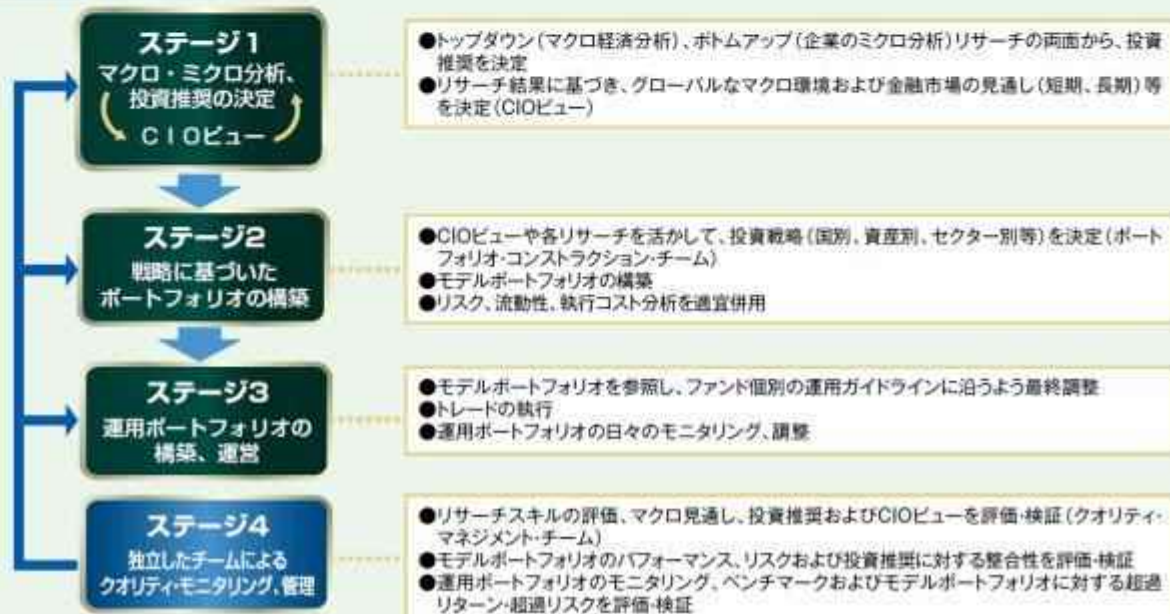 ステージ1
マクロ・ミクロ分析、
投資推奨の決定
CIOビュー
●トップダウン(マクロ経済分析)、ボトムアップ(企業のミクロ分析)リサーチの両面から、投資
推奨を決定
●リサーチ結果に基づき、グローバルなマクロ環境および金融市場の見通し(短期、長期)等
を決定(CIOビュー)
ステージ2
戦略に基づいた
ポートフォリオの構築
●CIOビューや各リサーチを活かして、投資戦略(国別、資産別、セクター別等)を決定(ポート
フォリオ・コンストラクション・チーム)
●モデルポートフォリオの構築
●リスク、流動性、執行コスト分析を適宜併用
ステージ3
運用ポートフォリオの
構築、運営
●モデルポートフォリオを参照し、ファンド個別の運用ガイドラインに沿うよう最終調整
●トレードの執行
●運用ポートフォリオの日々のモニタリング、調整
ステージ4
独立したチームによる
クオリティ・モニタリング、管理
●リサーチスキルの評価、マクロ見通し、投資推奨およびCIOビューを評価・検証(クオリティ・
マネジメント・チーム)
●モデルポートフォリオのパフォーマンス、リスクおよび投資推奨に対する整合性を評価・検証
●運用ポートフォリオのモニタリング、ベンチマークおよびモデルポートフォリオに対する超過
リターン・超過リスクを評価・検証